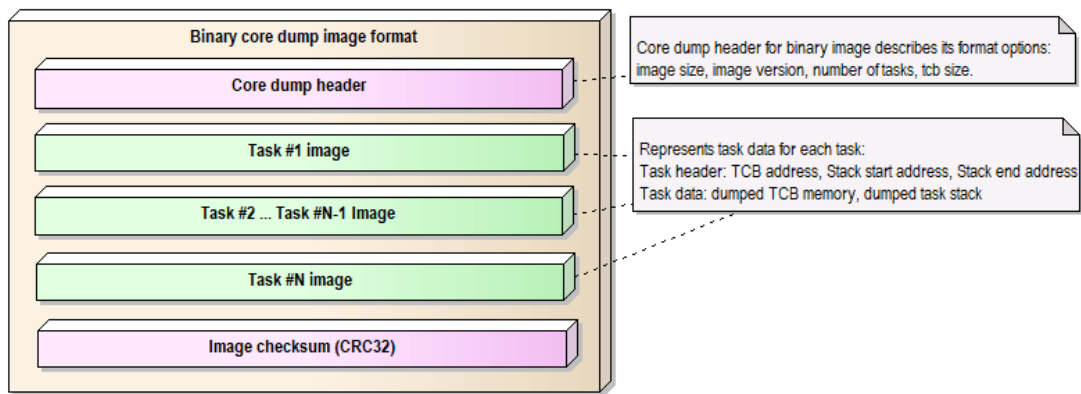 Binary core dump image format
Core dump header
Task #1 image
Task #2 ... Task #N-1 Image
Task #N image
Image checksum (CRC32)
Core dump header for binary image describes its format options:
image size, image version, number of tasks, tcb size.
Represents task data for each task:
Task header: TCB address, Stack start address, Stack end address
Task data: dumped TCB memory, dumped task stack